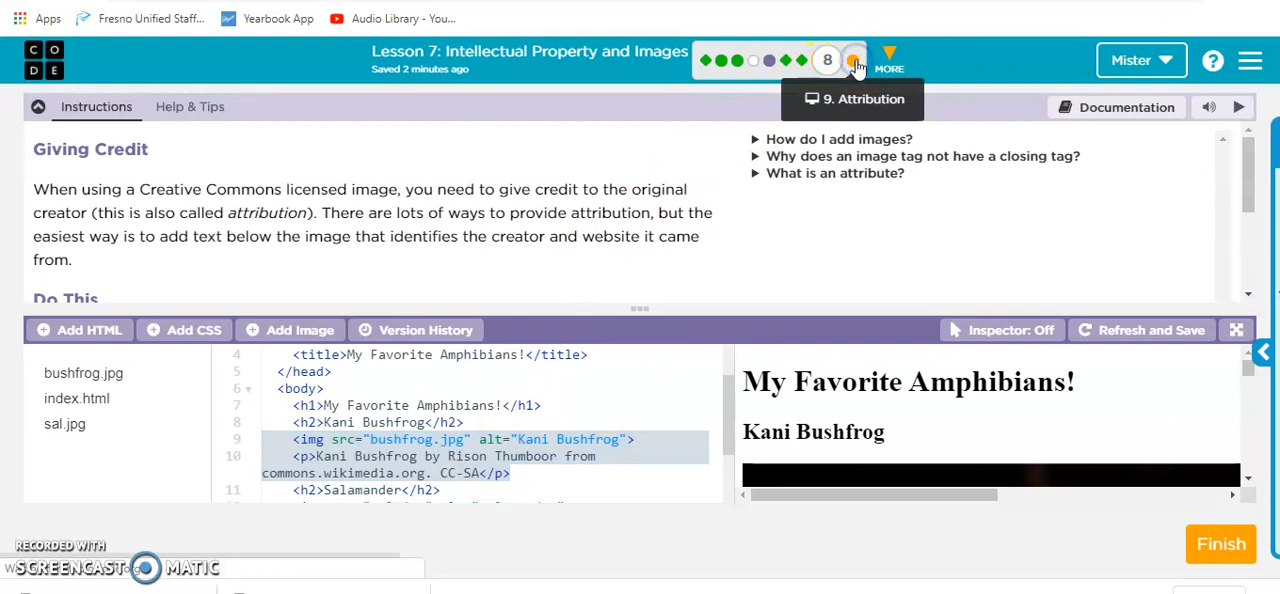 Apps Fresno Unified Staff... Yearbook App Audio Library - You...
C O
D E
Lesson 7: Intellectual Property and Images
Saved 2 minutes ago
8
MORE
Mister
?
9. Attribution
Instructions Help & Tips
Documentation
Giving Credit
When using a Creative Commons licensed image, you need to give credit to the original
creator (this is also called attribution). There are lots of ways to provide attribution, but the
easiest way is to add text below the image that identifies the creator and website it came
from.
Do This
How do I add images?
Why does an image tag not have a closing tag?
What is an attribute?
Add HTML Add CSS Add Image Version History
Inspector: Off Refresh and Save
bushfrog.jpg
index.html
sal.jpg
4 <title>My Favorite Amphibians!</title>
5 </head>
6 <body>
7 <h1>My Favorite Amphibians!</h1>
8 <h2>Kani Bushfrog</h2>
9 <img src="bushfrog.jpg" alt="Kani Bushfrog">
10 <p>Kani Bushfrog by Rison Thumboor from
commons.wikimedia.org. CC-SA</p>
11 <h2>Salamander</h2>
My Favorite Amphibians!
Kani Bushfrog
Finish
RECORDED WITH
SCREENCAST MATIC